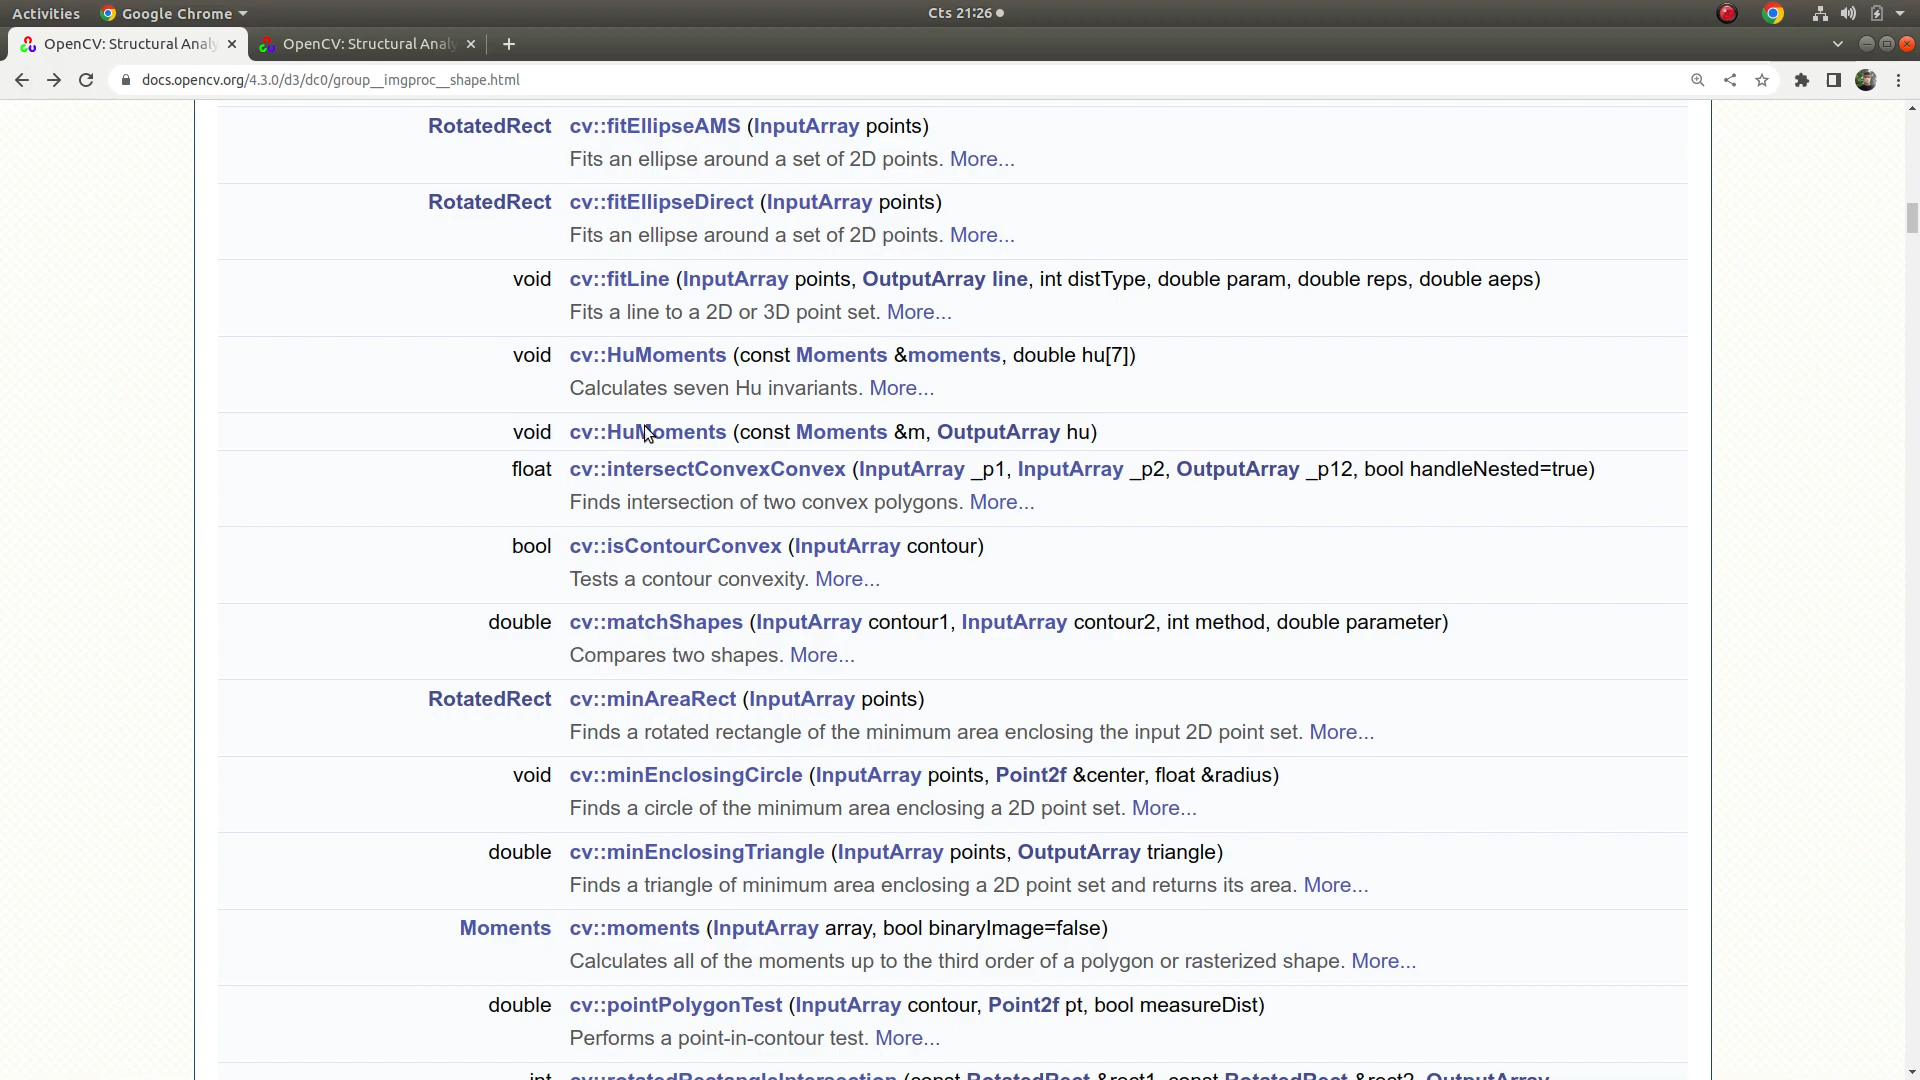 Activities Google Chrome Cts 21:26
OpenCV: Structural Analy OpenCV: Structural Analy
docs.opencv.org/4.3.0/d3/dc0/group__imgproc__shape.html
RotatedRect cv::fitEllipseAMS (InputArray points)
Fits an ellipse around a set of 2D points. More...
RotatedRect cv::fitEllipseDirect (InputArray points)
Fits an ellipse around a set of 2D points. More...
void cv::fitLine (InputArray points, OutputArray line, int distType, double param, double reps, double aeps)
Fits a line to a 2D or 3D point set. More...
void cv::HuMoments (const Moments &moments, double hu[7])
Calculates seven Hu invariants. More...
void cv::HuMoments (const Moments &m, OutputArray hu)
float cv::intersectConvexConvex (InputArray _p1, InputArray _p2, OutputArray _p12, bool handleNested=true)
Finds intersection of two convex polygons. More...
bool cv::isContourConvex (InputArray contour)
Tests a contour convexity. More...
double cv::matchShapes (InputArray contour1, InputArray contour2, int method, double parameter)
Compares two shapes. More...
RotatedRect cv::minAreaRect (InputArray points)
Finds a rotated rectangle of the minimum area enclosing the input 2D point set. More...
void cv::minEnclosingCircle (InputArray points, Point2f &center, float &radius)
Finds a circle of the minimum area enclosing a 2D point set. More...
double cv::minEnclosingTriangle (InputArray points, OutputArray triangle)
Finds a triangle of minimum area enclosing a 2D point set and returns its area. More...
Moments cv::moments (InputArray array, bool binaryImage=false)
Calculates all of the moments up to the third order of a polygon or rasterized shape. More...
double cv::pointPolygonTest (InputArray contour, Point2f pt, bool measureDist)
Performs a point-in-contour test. More...
int cv::rotatedRectangleIntersection (const RotatedRect &rect1, const RotatedRect &rect2, OutputArray